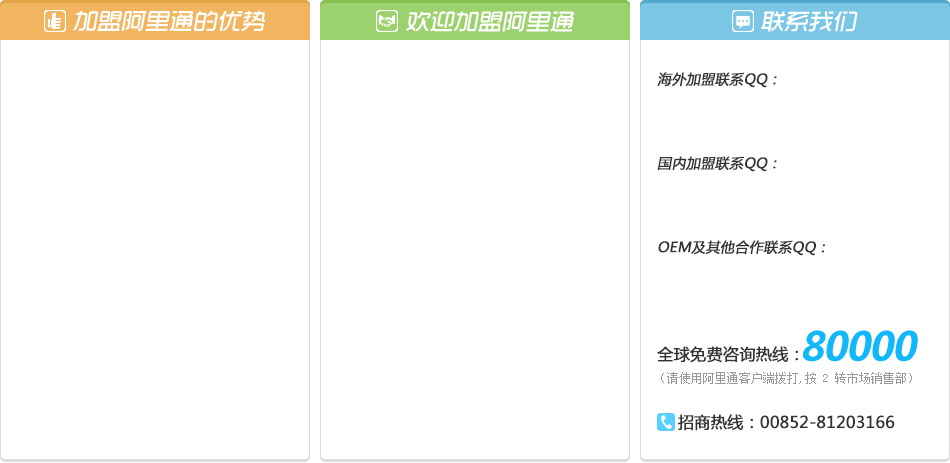 加盟阿里通的优势
欢迎加盟阿里通
联系我们
海外加盟联系QQ：
国内加盟联系QQ：
OEM及其他合作联系QQ：
全球免费咨询热线：80000
（请使用阿里通客户端拨打,按 2 转市场销售部）
招商热线：00852-81203166